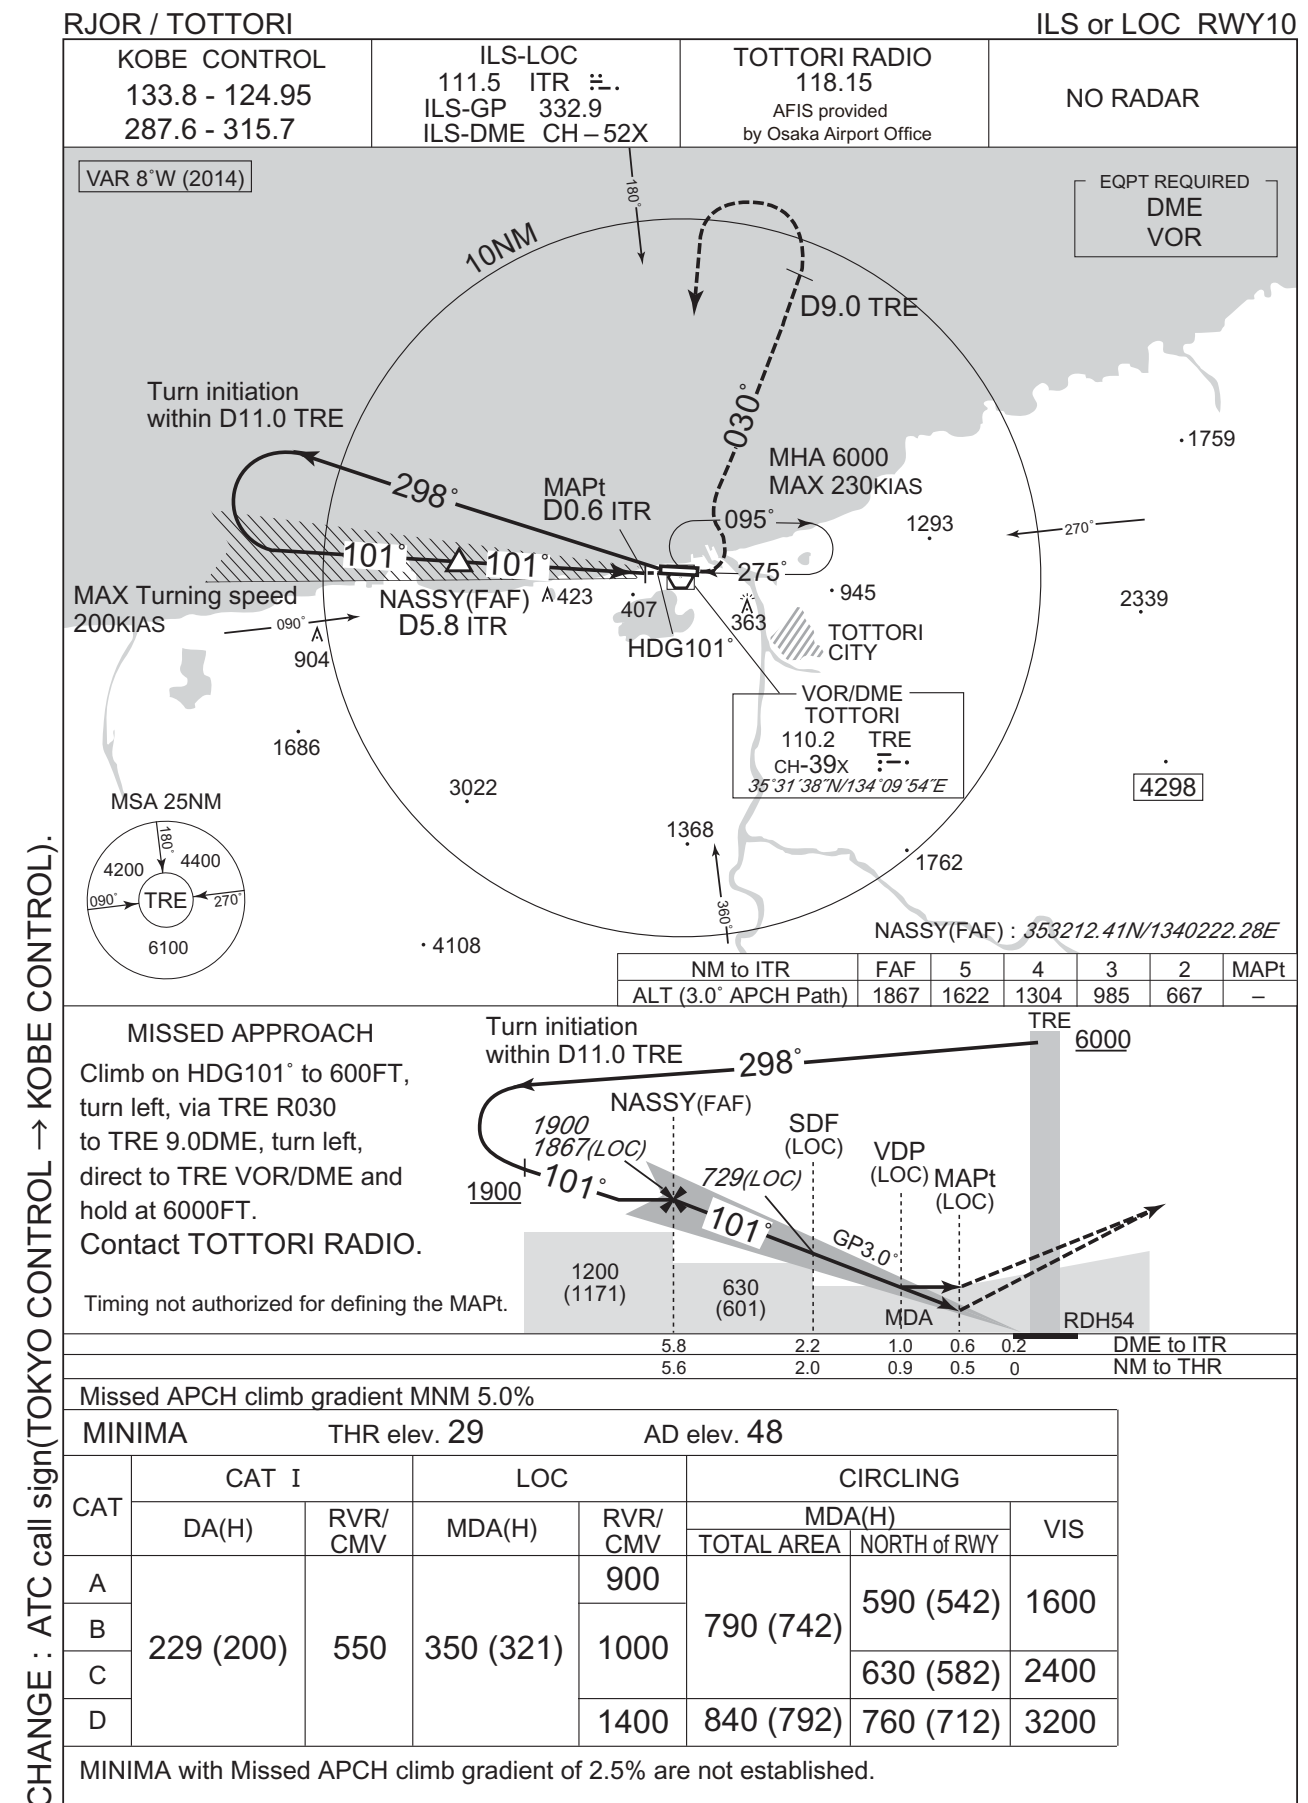 RJOR / TOTTORI
ILS or LOC RWY10
KOBE CONTROL
133.8 - 124.95
287.6 - 315.7
ILS-LOC
111.5 ITR
ILS-GP 332.9
ILS-DME CH – 52X
TOTTORI RADIO
118.15
AFIS provided
by Osaka Airport Office
NO RADAR
VAR 8˚W (2014)
EQPT REQUIRED
DME
VOR
180˚
10NM
D9.0 TRE
Turn initiation
within D11.0 TRE
030˚
1759
298˚
MAPt
D0.6 ITR
MHA 6000
MAX 230KIAS
095˚
1293
270˚
101˚
101˚
275˚
MAX Turning speed
200KIAS
NASSY(FAF)
D5.8 ITR
423
407
363
945
2339
090˚
904
HDG101˚
TOTTORI
CITY
VOR/DME
TOTTORI
110.2 TRE
CH-39X
35˚31´38˝N/134˚09´54˝E
1686
3022
4298
MSA 25NM
180˚
4200
4400
090˚
TRE
270˚
6100
1368
1762
360˚
4108
NASSY(FAF) : 353212.41N/1340222.28E
NM to ITR FAF 5 4 3 2 MAPt
ALT (3.0˚ APCH Path) 1867 1622 1304 985 667 –
MISSED APPROACH
Climb on HDG101˚ to 600FT,
turn left, via TRE R030
to TRE 9.0DME, turn left,
direct to TRE VOR/DME and
hold at 6000FT.
Contact TOTTORI RADIO.
Timing not authorized for defining the MAPt.
Turn initiation
within D11.0 TRE
298˚
TRE
6000
NASSY(FAF)
1900
1867(LOC)
SDF
(LOC)
VDP
(LOC)
MAPt
(LOC)
729(LOC)
1900
101˚
101˚
GP3.0˚
1200
(1171)
630
(601)
MDA
RDH54
5.8 2.2 1.0 0.6 0.2 DME to ITR
5.6 2.0 0.9 0.5 0 NM to THR
Missed APCH climb gradient MNM 5.0%
MINIMA THR elev. 29 AD elev. 48
CAT
CAT I
LOC
CIRCLING
DA(H)
RVR/
CMV
MDA(H)
RVR/
CMV
MDA(H)
TOTAL AREA
NORTH of RWY
VIS
A
B
C
D
229 (200)
550
350 (321)
900
1000
1400
790 (742)
840 (792)
590 (542)
630 (582)
760 (712)
1600
2400
3200
MINIMA with Missed APCH climb gradient of 2.5% are not established.
CHANGE : ATC call sign(TOKYO CONTROL → KOBE CONTROL).